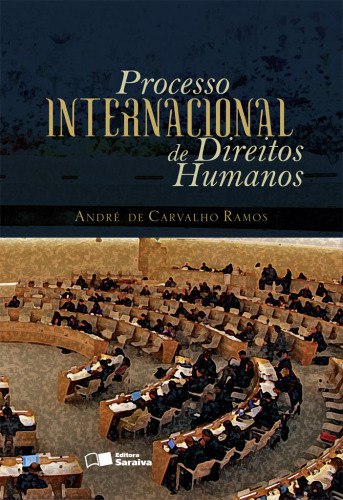 Processo
INTERNACIONAL
de Direitos
Humanos
ANDRÉ DE CARVALHO RAMOS
Editora
Saraiva